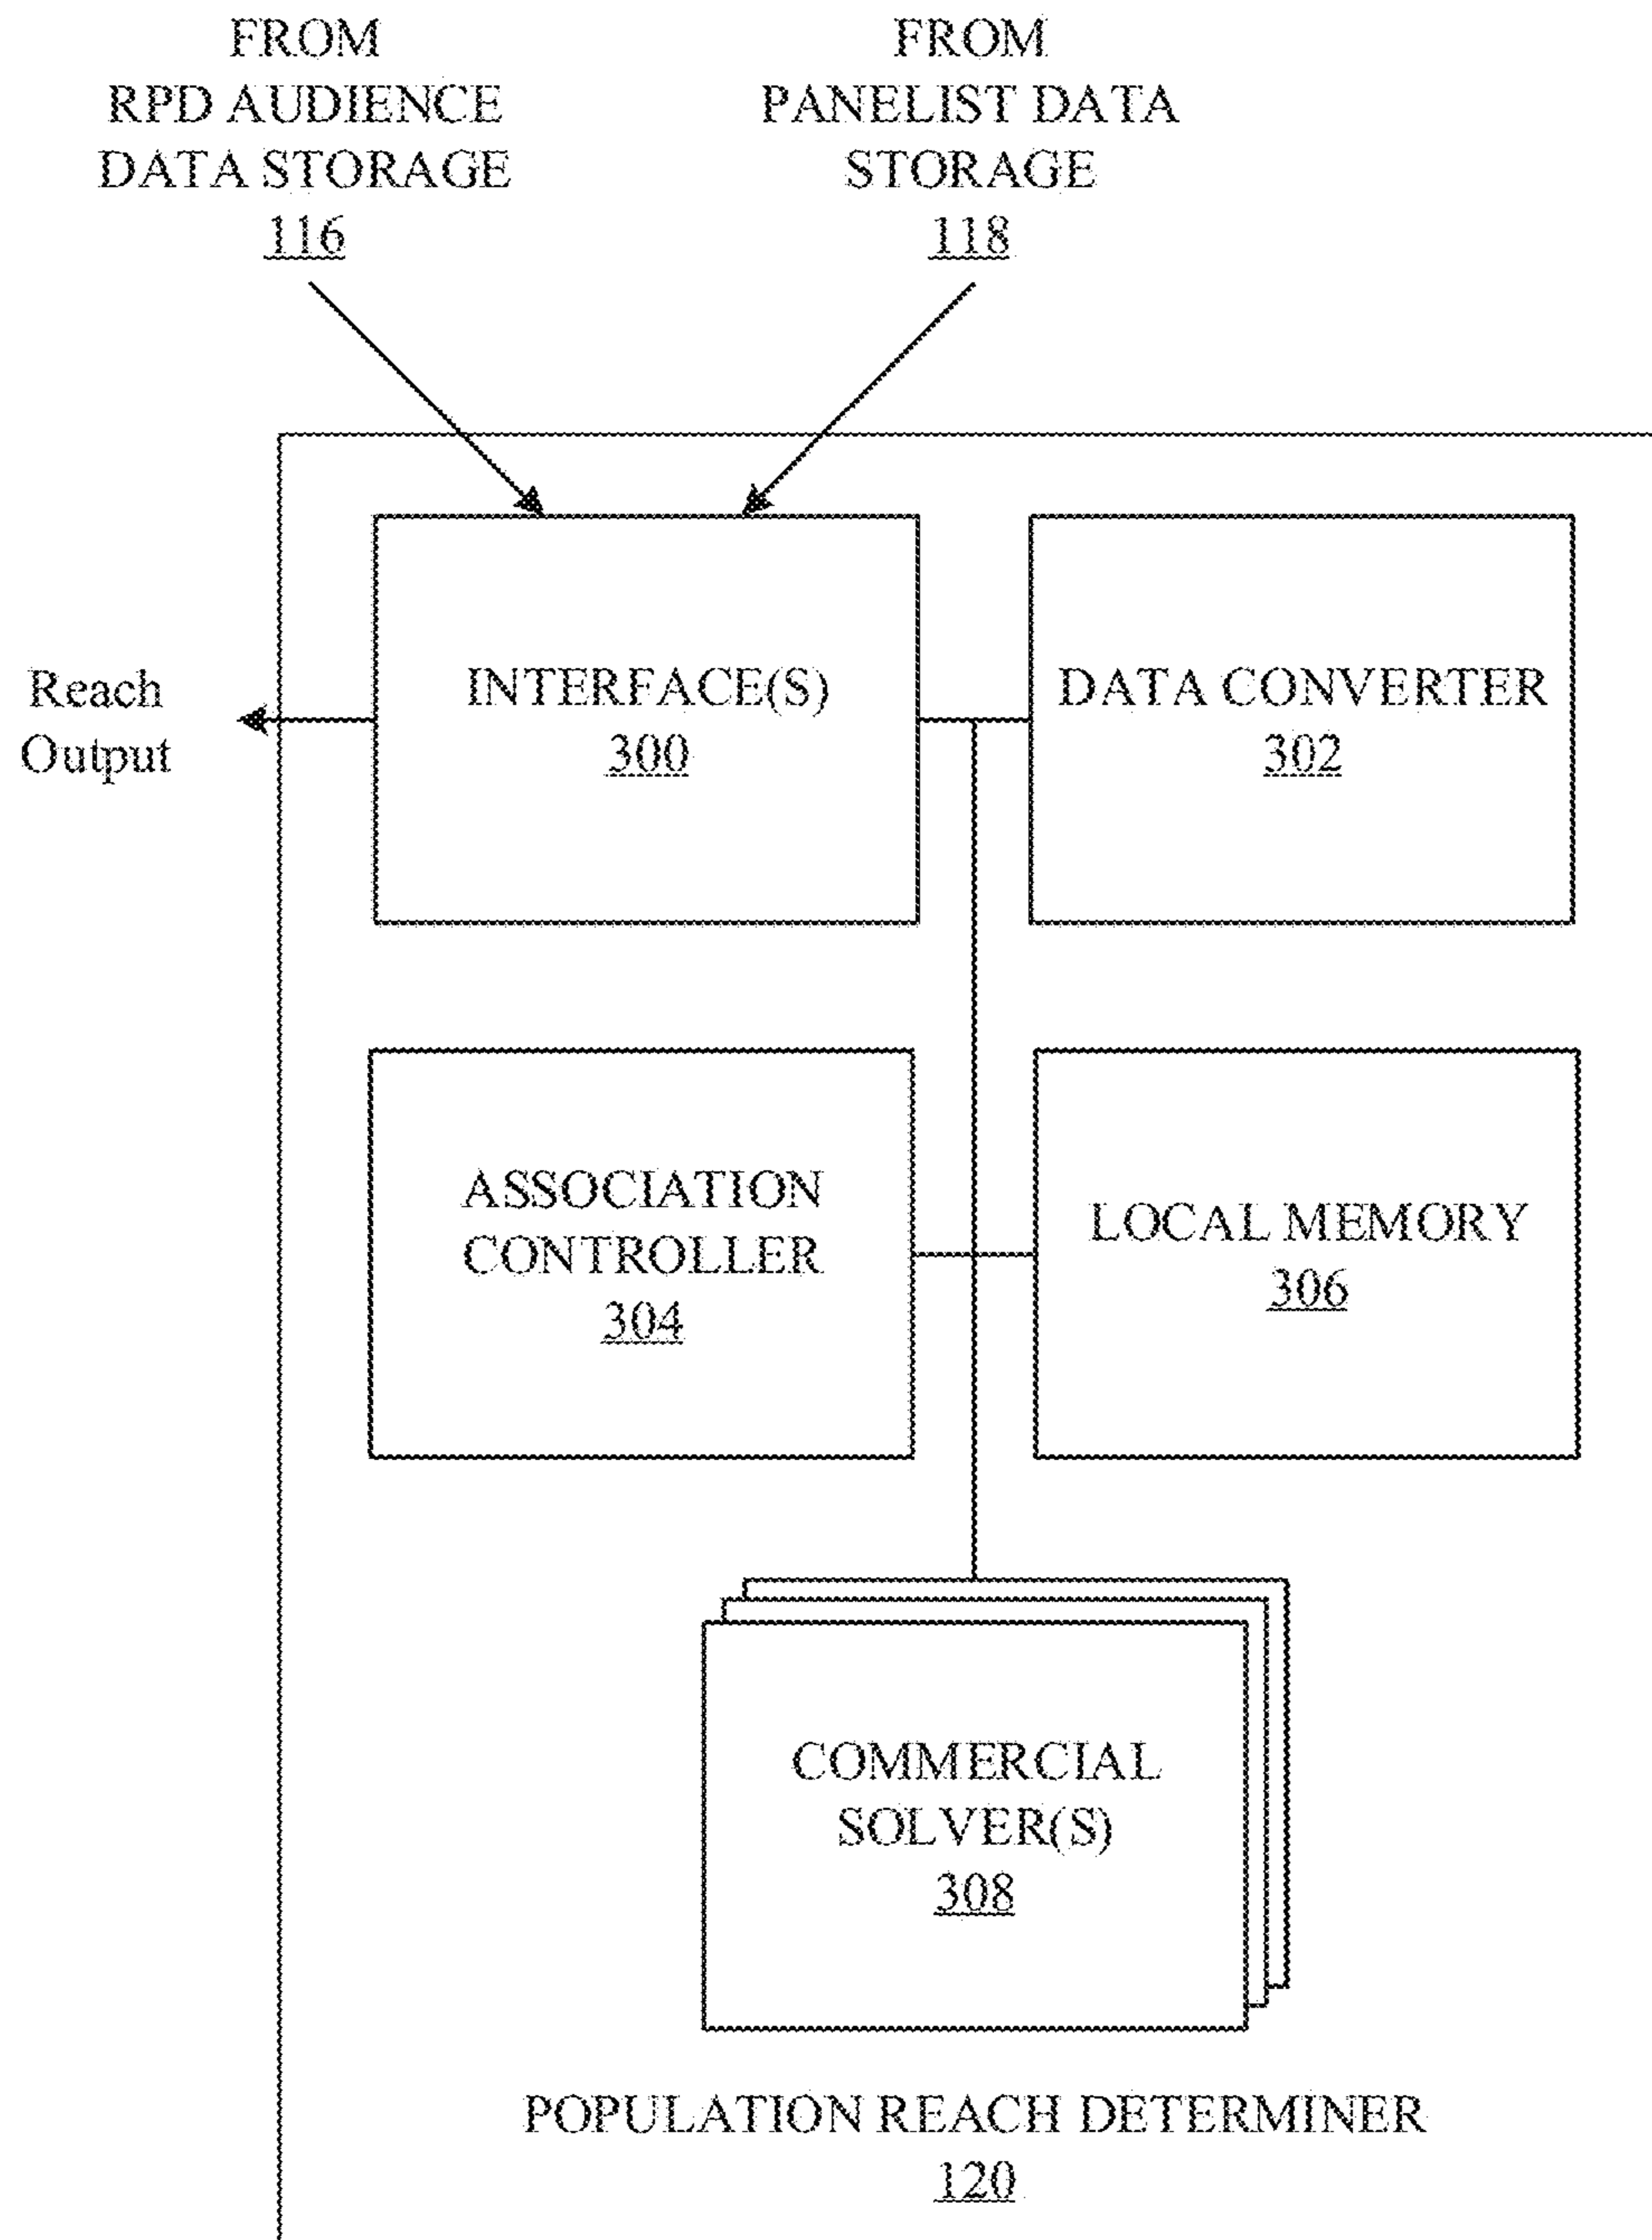 FROM
RPD AUDIENCE
DATA STORAGE
116
FROM
PANELIST DATA
STORAGE
118
Reach
Output
INTERFACE(S)
300
DATA CONVERTER
302
ASSOCIATION
CONTROLLER
304
LOCAL MEMORY
306
COMMERCIAL
SOLVER(S)
308
POPULATION REACH DETERMINER
120